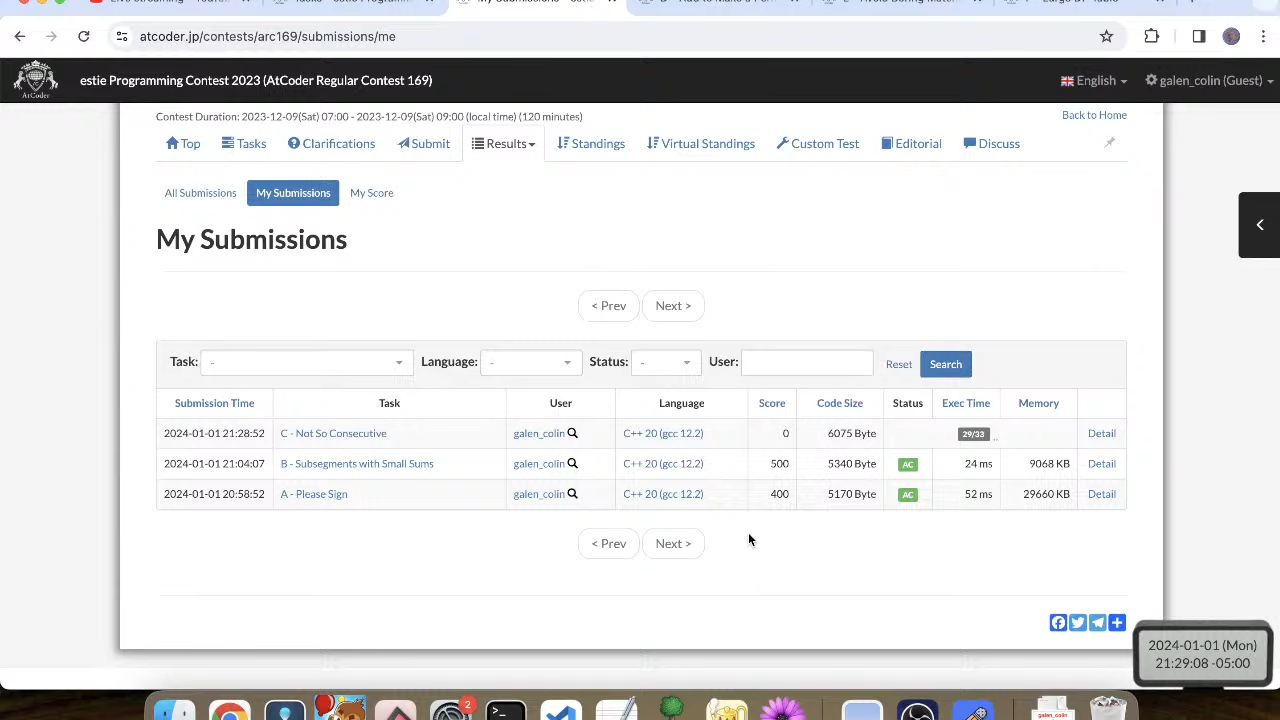 atcoder.jp/contests/arc169/submissions/me
AtCoder
estie Programming Contest 2023 (AtCoder Regular Contest 169)
English
galen_colin (Guest)
Contest Duration: 2023-12-09(Sat) 07:00 - 2023-12-09(Sat) 09:00 (local time) (120 minutes)
Back to Home
Top
Tasks
Clarifications
Submit
Results
Standings
Virtual Standings
Custom Test
Editorial
Discuss
All Submissions
My Submissions
My Score
My Submissions
< Prev
Next >
Task: -
Language: -
Status: -
User:
Reset
Search
Submission Time Task User Language Score Code Size Status Exec Time Memory
2024-01-01 21:28:52 C - Not So Consecutive galen_colin C++ 20 (gcc 12.2) 0 6075 Byte 29/33 Detail
2024-01-01 21:04:07 B - Subsegments with Small Sums galen_colin C++ 20 (gcc 12.2) 500 5340 Byte AC 24 ms 9068 KB Detail
2024-01-01 20:58:52 A - Please Sign galen_colin C++ 20 (gcc 12.2) 400 5170 Byte AC 52 ms 29660 KB Detail
< Prev
Next >
2024-01-01 (Mon)
21:29:08 -05:00
2
galen_colin